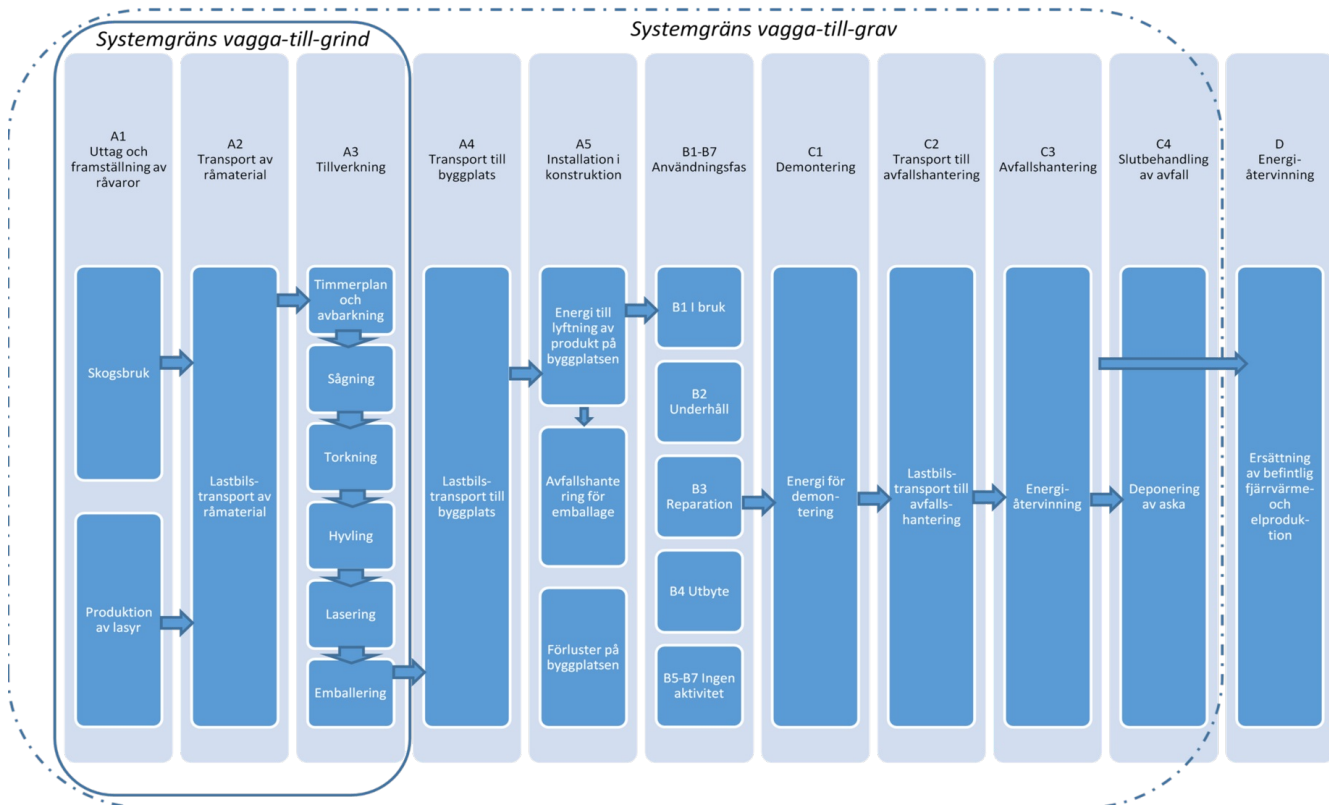 Systemgräns vagga-till-grind
Systemgräns vagga-till-grav
A1
Uttag och
framställning av
råvaror
A2
Transport av
råmaterial
A3
Tillverkning
A4
Transport till
byggplats
A5
Installation i
konstruktion
B1-B7
Användningsfas
C1
Demontering
C2
Transport till
avfallshantering
C3
Avfallshantering
C4
Slutbehandling
av avfall
D
Energi-
återvinning
Skogsbruk
Produktion
av lasyr
Lastbils-
transport av
råmaterial
Timmerplan
och
avbarkning
Sågning
Torkning
Hyvling
Lasering
Emballering
Lastbils-
transport till
byggplats
Energi till
lyftning av
produkt på
byggplatsen
Avfallshante
ring för
emballage
Förluster på
byggplatsen
B1 I bruk
B2
Underhåll
B3
Reparation
B4 Utbyte
B5-B7 Ingen
aktivitet
Energi för
demon-
tering
Lastbils-
transport till
avfalls-
hantering
Energi-
återvinning
Deponering
av aska
Ersättning
av befintlig
fjärrvärme-
och
elproduk-
tion